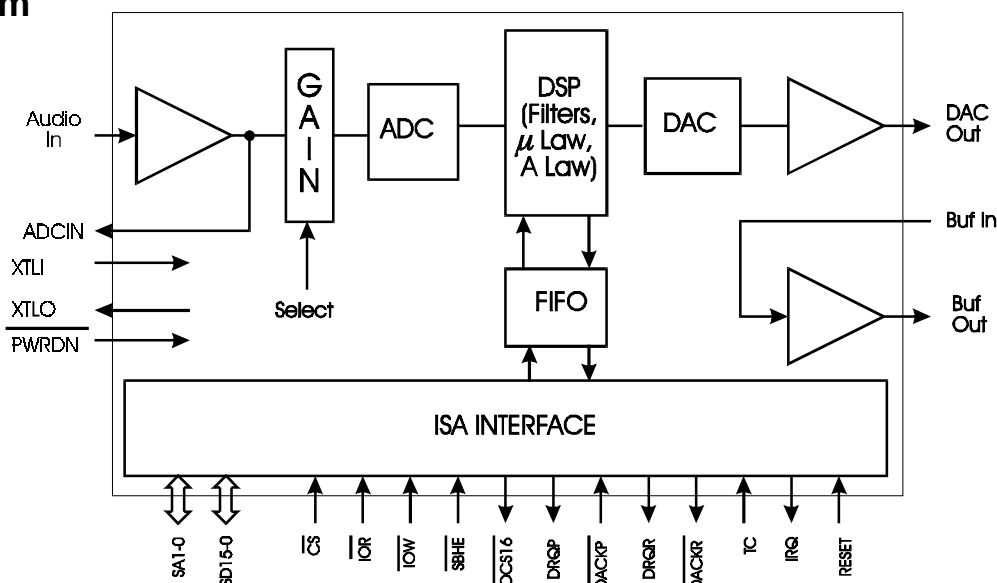 m
Audio
In
ADCIN
XTLI
XTLO
PWRDN
G
A
I
N
Select
ADC
DSP
(Filters,
μ Law,
A Law)
FIFO
DAC
DAC
Out
Buf In
Buf
Out
ISA INTERFACE
SA1-0
SD15-0
CS
IOR
IOW
SBHE
DRQP
DACKP
DRQR
DACKR
TC
IRQ
RESET